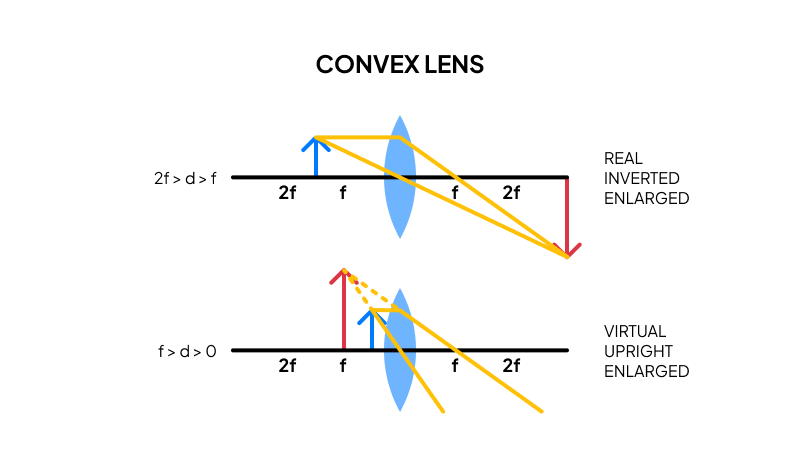 CONVEX LENS
2f > d > f
2f f f 2f
REAL
INVERTED
ENLARGED
f > d > 0
2f f f 2f
VIRTUAL
UPRIGHT
ENLARGED